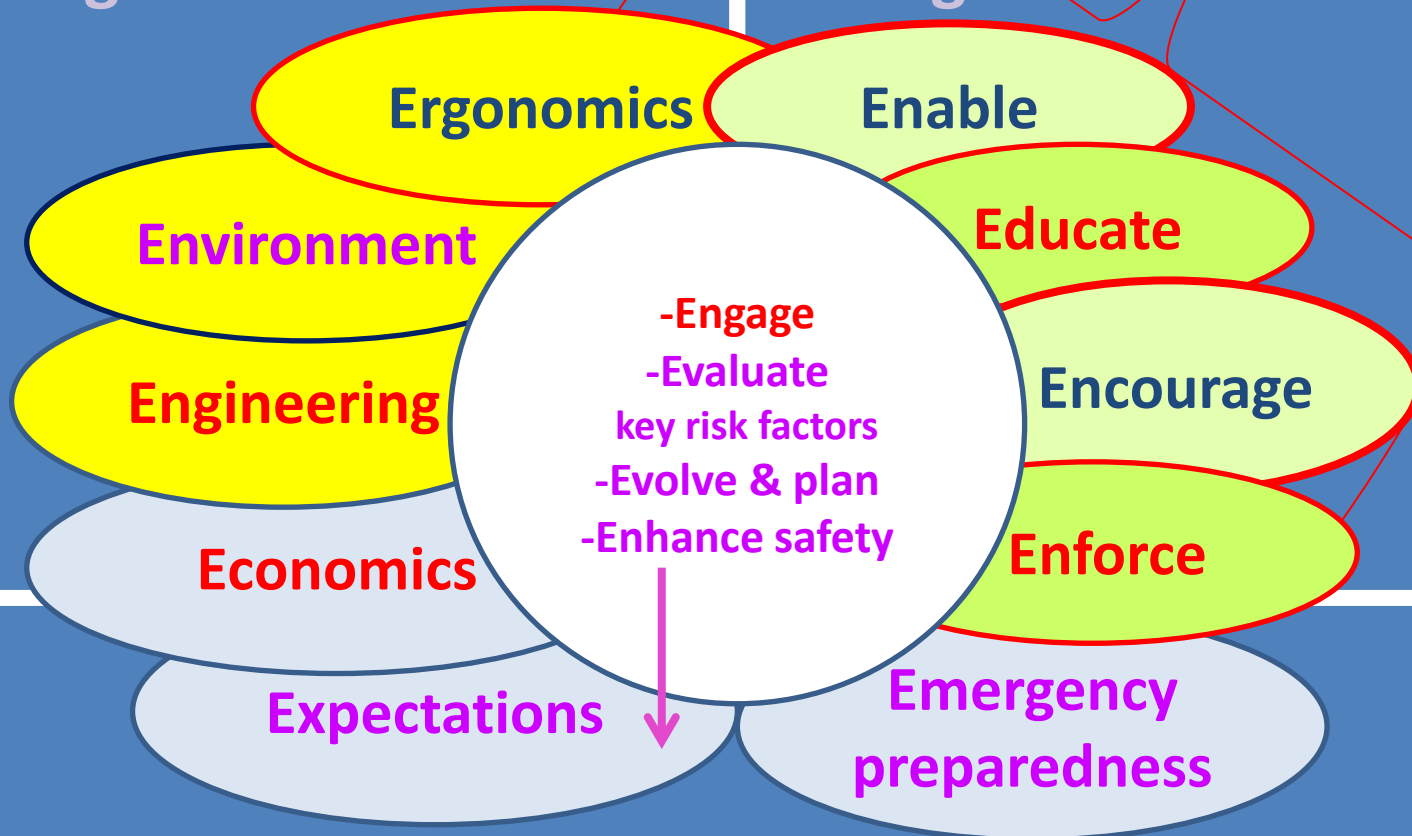 Ergonomics
Enable
Environment
Educate
-Engage
-Evaluate
key risk factors
-Evolve & plan
-Enhance safety
Engineering
Encourage
Economics
Enforce
Expectations
Emergency
preparedness